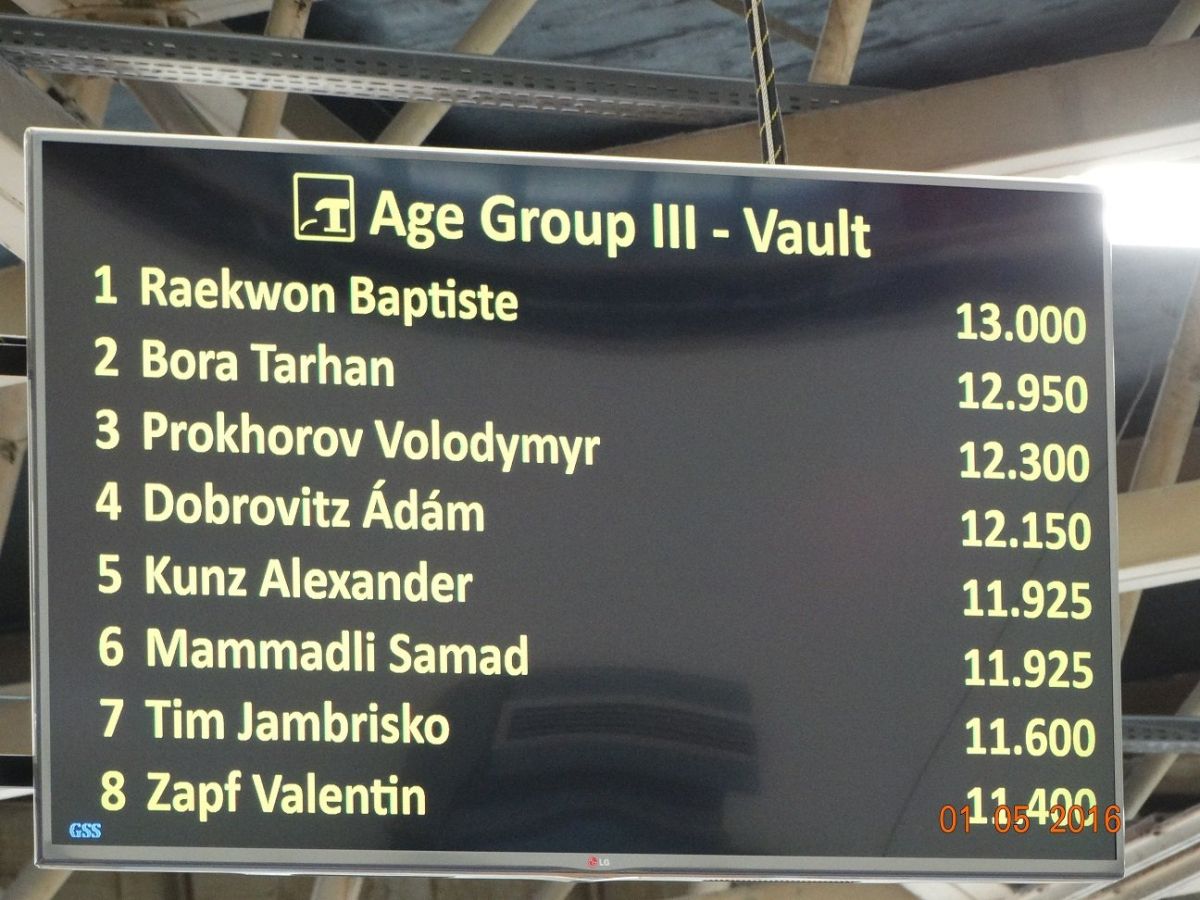 Age Group III - Vault
1 Raekwon Baptiste 13.000
2 Bora Tarhan 12.950
3 Prokhorov Volodymyr 12.300
4 Dobrovitz Ádám 12.150
5 Kunz Alexander 11.925
6 Mammadli Samad 11.925
7 Tim Jambrisko 11.600
8 Zapf Valentin 11.400
GSS
01 05 2016
LG